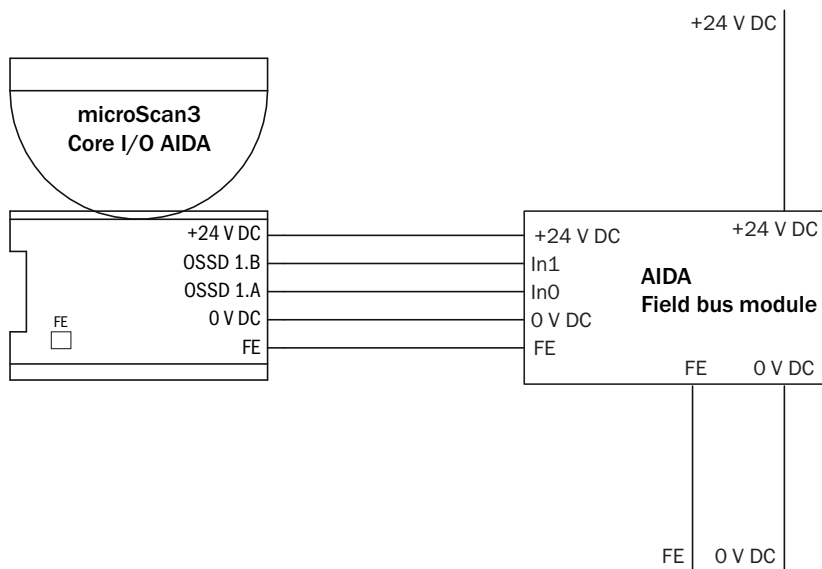 +24 V DC
microScan3
Core I/O AIDA
+24 V DC
OSSD 1.B
OSSD 1.A
0 V DC
FE
FE
+24 V DC
In1
In0
0 V DC
FE
+24 V DC
AIDA
Field bus module
FE
0 V DC
FE
0 V DC